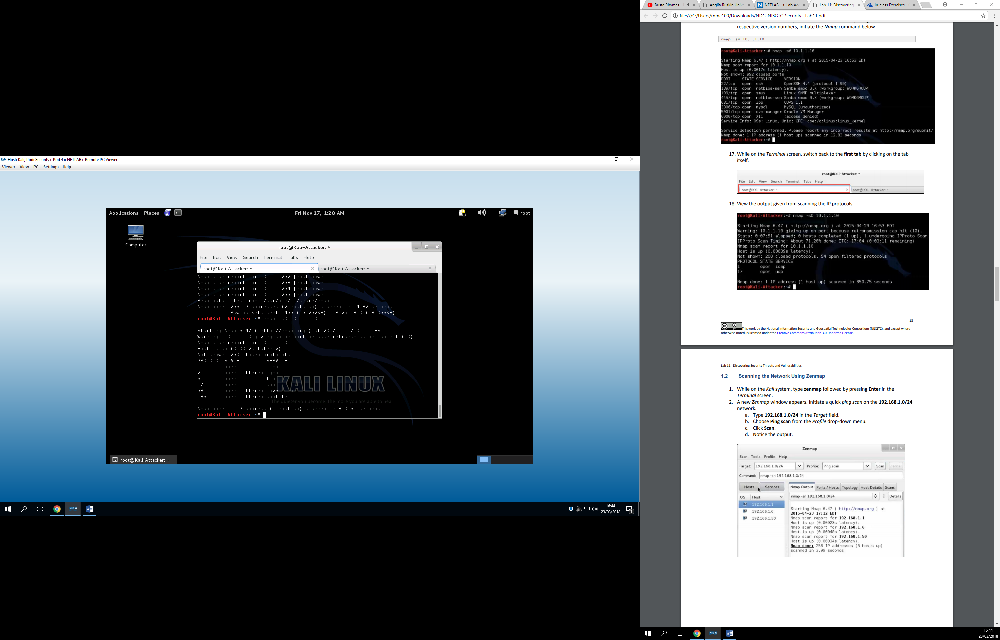 Host: Kali, Pod: Security+ Pod 4 :: NETLAB+ Remote PC Viewer
Viewer View PC Settings Help
Applications Places
Fri Nov 17, 1:20 AM
root
Computer
root@Kali-Attacker: ~
File Edit View Search Terminal Tabs Help
root@Kali-Attacker: ~
root@Kali-Attacker: ~
Nmap scan report for 10.1.1.252 [host down]
Nmap scan report for 10.1.1.253 [host down]
Nmap scan report for 10.1.1.254 [host down]
Nmap scan report for 10.1.1.255 [host down]
Read data files from: /usr/bin/../share/nmap
Nmap done: 256 IP addresses (2 hosts up) scanned in 14.32 seconds
Raw packets sent: 455 (15.252KB) | Rcvd: 310 (18.056KB)
root@Kali-Attacker:~# nmap -sO 10.1.1.10
Starting Nmap 6.47 ( http://nmap.org ) at 2017-11-17 01:11 EST
Warning: 10.1.1.10 giving up on port because retransmission cap hit (10).
Nmap scan report for 10.1.1.10
Host is up (0.0012s latency).
Not shown: 250 closed protocols
PROTOCOL STATE SERVICE
1 open icmp
2 open|filtered igmp
6 open tcp
17 open udp
58 open|filtered ipv6-icmp
136 open|filtered udplite
KALI LINUX
The quieter you become, the more you are able to hear.
Nmap done: 1 IP address (1 host up) scanned in 310.61 seconds
root@Kali-Attacker:~#
root@Kali-Attacker: ~
NDG
16:44
23/03/2018
1
Busta Rhymes -
Anglia Ruskin Unive
NETLAB+ > Lab Ac
Lab 11: Discovering
In-class Exercises -
file:///C:/Users/rnmc100/Downloads/NDG_NISGTC_Security__Lab11.pdf
respective version numbers, initiate the Nmap command below.
nmap -sV 10.1.1.10
root@Kali-Attacker:~# nmap -sV 10.1.1.10
Starting Nmap 6.47 ( http://nmap.org ) at 2015-04-23 16:53 EDT
Nmap scan report for 10.1.1.10
Host is up (0.0017s latency).
Not shown: 992 closed ports
PORT STATE SERVICE VERSION
22/tcp open ssh OpenSSH 4.4 (protocol 1.99)
139/tcp open netbios-ssn Samba smbd 3.X (workgroup: WORKGROUP)
199/tcp open smux Linux SNMP multiplexer
445/tcp open netbios-ssn Samba smbd 3.X (workgroup: WORKGROUP)
631/tcp open ipp CUPS 1.1
3306/tcp open mysql MySQL (unauthorized)
5001/tcp open ovm-manager Oracle VM Manager
6000/tcp open X11 (access denied)
Service Info: OSs: Linux, Unix; CPE: cpe:/o:linux:linux_kernel
Service detection performed. Please report any incorrect results at http://nmap.org/submit/
Nmap done: 1 IP address (1 host up) scanned in 12.83 seconds
root@Kali-Attacker:~#
17. While on the Terminal screen, switch back to the first tab by clicking on the tab
itself.
root@Kali-Attacker: ~
File Edit View Search Terminal Tabs Help
root@Kali-Attacker: ~
root@Kali-Attacker: ~
18. View the output given from scanning the IP protocols.
root@Kali-Attacker:~# nmap -sO 10.1.1.10
Starting Nmap 6.47 ( http://nmap.org ) at 2015-04-23 16:53 EDT
Warning: 10.1.1.10 giving up on port because retransmission cap hit (10).
Stats: 0:07:51 elapsed; 0 hosts completed (1 up), 1 undergoing IPProto Scan
IPProto Scan Timing: About 71.20% done; ETC: 17:04 (0:03:11 remaining)
Nmap scan report for 10.1.1.10
Host is up (0.00039s latency).
Not shown: 200 closed protocols, 54 open|filtered protocols
PROTOCOL STATE SERVICE
1 open icmp
17 open udp
Nmap done: 1 IP address (1 host up) scanned in 850.75 seconds
root@Kali-Attacker:~#
13
cc BY
This work by the National Information Security and Geospatial Technologies Consortium (NISGTC), and except where
otherwise noted, is licensed under the Creative Commons Attribution 3.0 Unported License.
Lab 11: Discovering Security Threats and Vulnerabilities
1.2 Scanning the Network Using Zenmap
1. While on the Kali system, type zenmap followed by pressing Enter in the
Terminal screen.
2. A new Zenmap window appears. Initiate a quick ping scan on the 192.168.1.0/24
network.
a. Type 192.168.1.0/24 in the Target field.
b. Choose Ping scan from the Profile drop-down menu.
c. Click Scan.
d. Notice the output.
Zenmap
Scan Tools Profile Help
Target: 192.168.1.0/24 Profile: Ping scan Scan Cancel
Command: nmap -sn 192.168.1.0/24
Hosts Services
Nmap Output Ports / Hosts Topology Host Details Scans
OS Host
nmap -sn 192.168.1.0/24 Details
192.168.1.1
192.168.1.6
192.168.1.50
Starting Nmap 6.47 ( http://nmap.org ) at
2015-04-23 17:12 EDT
Nmap scan report for 192.168.1.1
Host is up (0.00023s latency).
Nmap scan report for 192.168.1.6
Host is up (0.00048s latency).
Nmap scan report for 192.168.1.50
Host is up (0.00034s latency).
Nmap done: 256 IP addresses (3 hosts up)
scanned in 3.99 seconds
NDG
16:44
23/03/2018